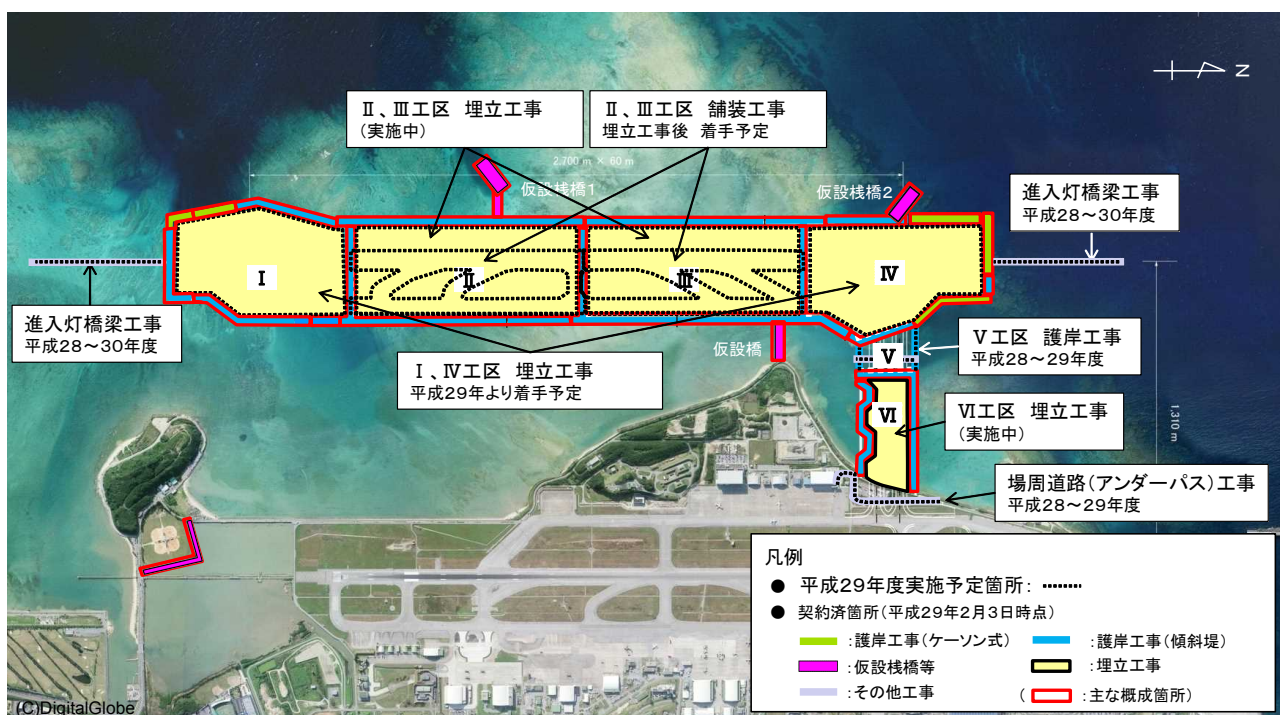 N
Ⅱ、Ⅲ工区 埋立工事
(実施中)
Ⅱ、Ⅲ工区 舗装工事
埋立工事後 着手予定
2,700 m × 60 m
仮設桟橋1
仮設桟橋2
進入灯橋梁工事
平成28～30年度
Ⅰ
Ⅱ
Ⅲ
Ⅳ
進入灯橋梁工事
平成28～30年度
Ⅰ、Ⅳ工区 埋立工事
平成29年より着手予定
仮設橋
Ⅴ
Ⅴ工区 護岸工事
平成28～29年度
Ⅵ
Ⅵ工区 埋立工事
(実施中)
1,310 m
場周道路(アンダーパス)工事
平成28～29年度
凡例
● 平成29年度実施予定箇所:
● 契約済箇所(平成29年2月3日時点)
:護岸工事(ケーソン式)
:護岸工事(傾斜堤)
:仮設桟橋等
:埋立工事
:その他工事
( :主な概成箇所)
(C)DigitalGlobe